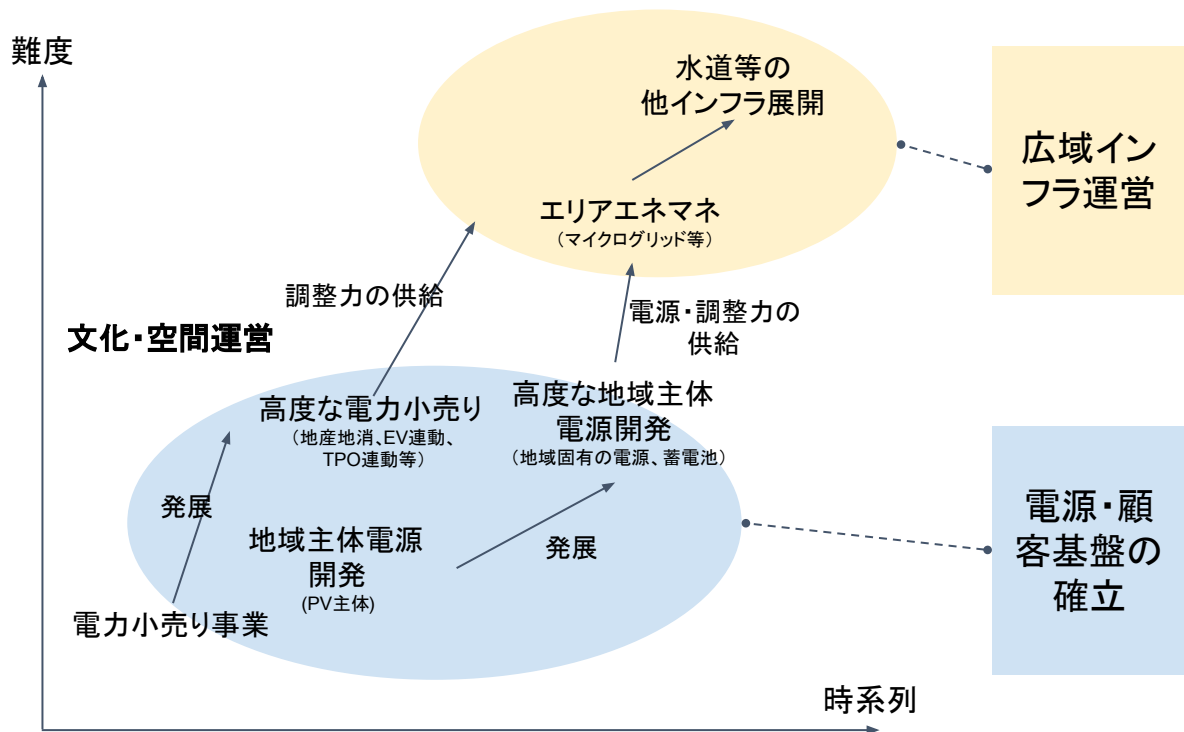 難度
水道等の
他インフラ展開
広域イン
フラ運営
エリアエネマネ
（マイクログリッド等）
調整力の供給
電源・調整力の
供給
文化・空間運営
高度な電力小売り
（地産地消、EV連動、
TPO連動等）
高度な地域主体
電源開発
（地域固有の電源、蓄電池）
発展
地域主体電源
開発
(PV主体)
発展
電源・顧
客基盤の
確立
電力小売り事業
時系列